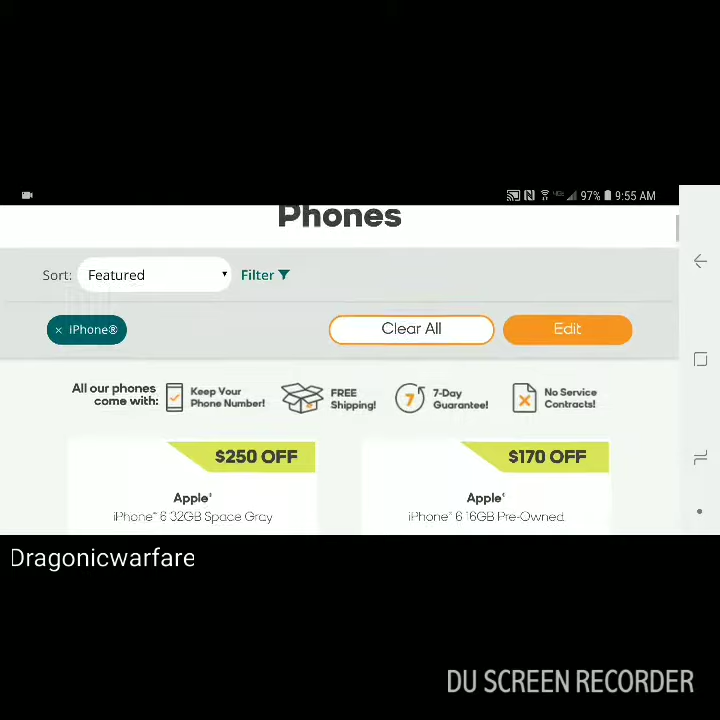 97% 9:55 AM
Phones
Sort: Featured Filter
× iPhone® Clear All Edit
All our phones come with:
Keep Your Phone Number!
FREE Shipping!
7
7-Day Guarantee!
No Service Contracts!
$250 OFF $170 OFF
Apple® Apple®
iPhone® 6 32GB Space Gray iPhone® 6 16GB Pre-Owned
Dragonicwarfare
DU SCREEN RECORDER